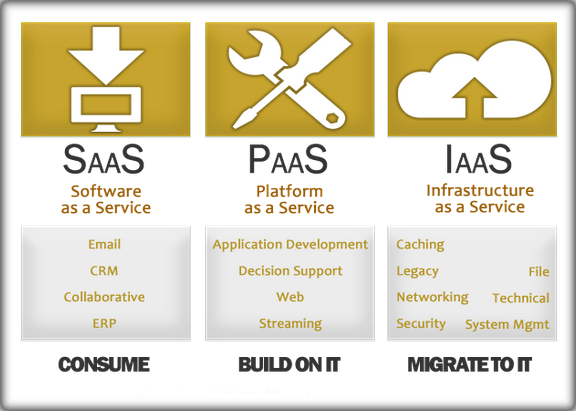 SaaS
Software
as a Service
Email
CRM
Collaborative
ERP
CONSUME
PaaS
Platform
as a Service
Application Development
Decision Support
Web
Streaming
BUILD ON IT
IaaS
Infrastructure
as a Service
Caching
Legacy File
Networking Technical
Security System Mgmt
MIGRATE TO IT